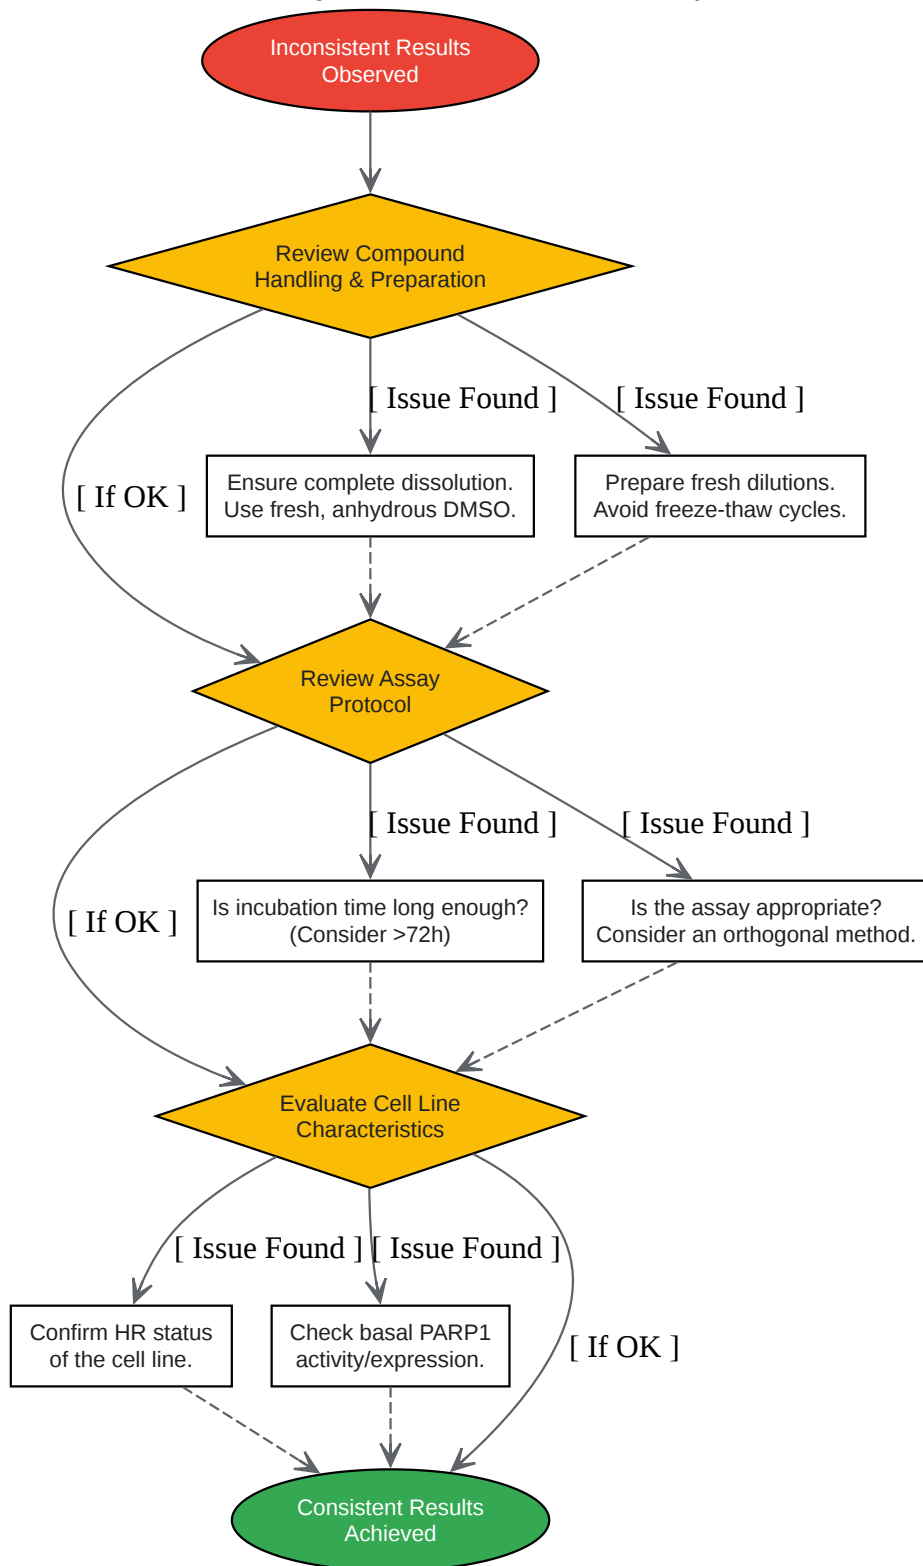 Inconsistent Results
Observed
Review Compound
Handling & Preparation
[ Issue Found ]
[ Issue Found ]
[ If OK ]
Ensure complete dissolution.
Use fresh, anhydrous DMSO.
Prepare fresh dilutions.
Avoid freeze-thaw cycles.
Review Assay
Protocol
[ Issue Found ]
[ Issue Found ]
[ If OK ]
Is incubation time long enough?
(Consider >72h)
Is the assay appropriate?
Consider an orthogonal method.
Evaluate Cell Line
Characteristics
[ Issue Found ]
[ Issue Found ]
[ If OK ]
Confirm HR status
of the cell line.
Check basal PARP1
activity/expression.
Consistent Results
Achieved